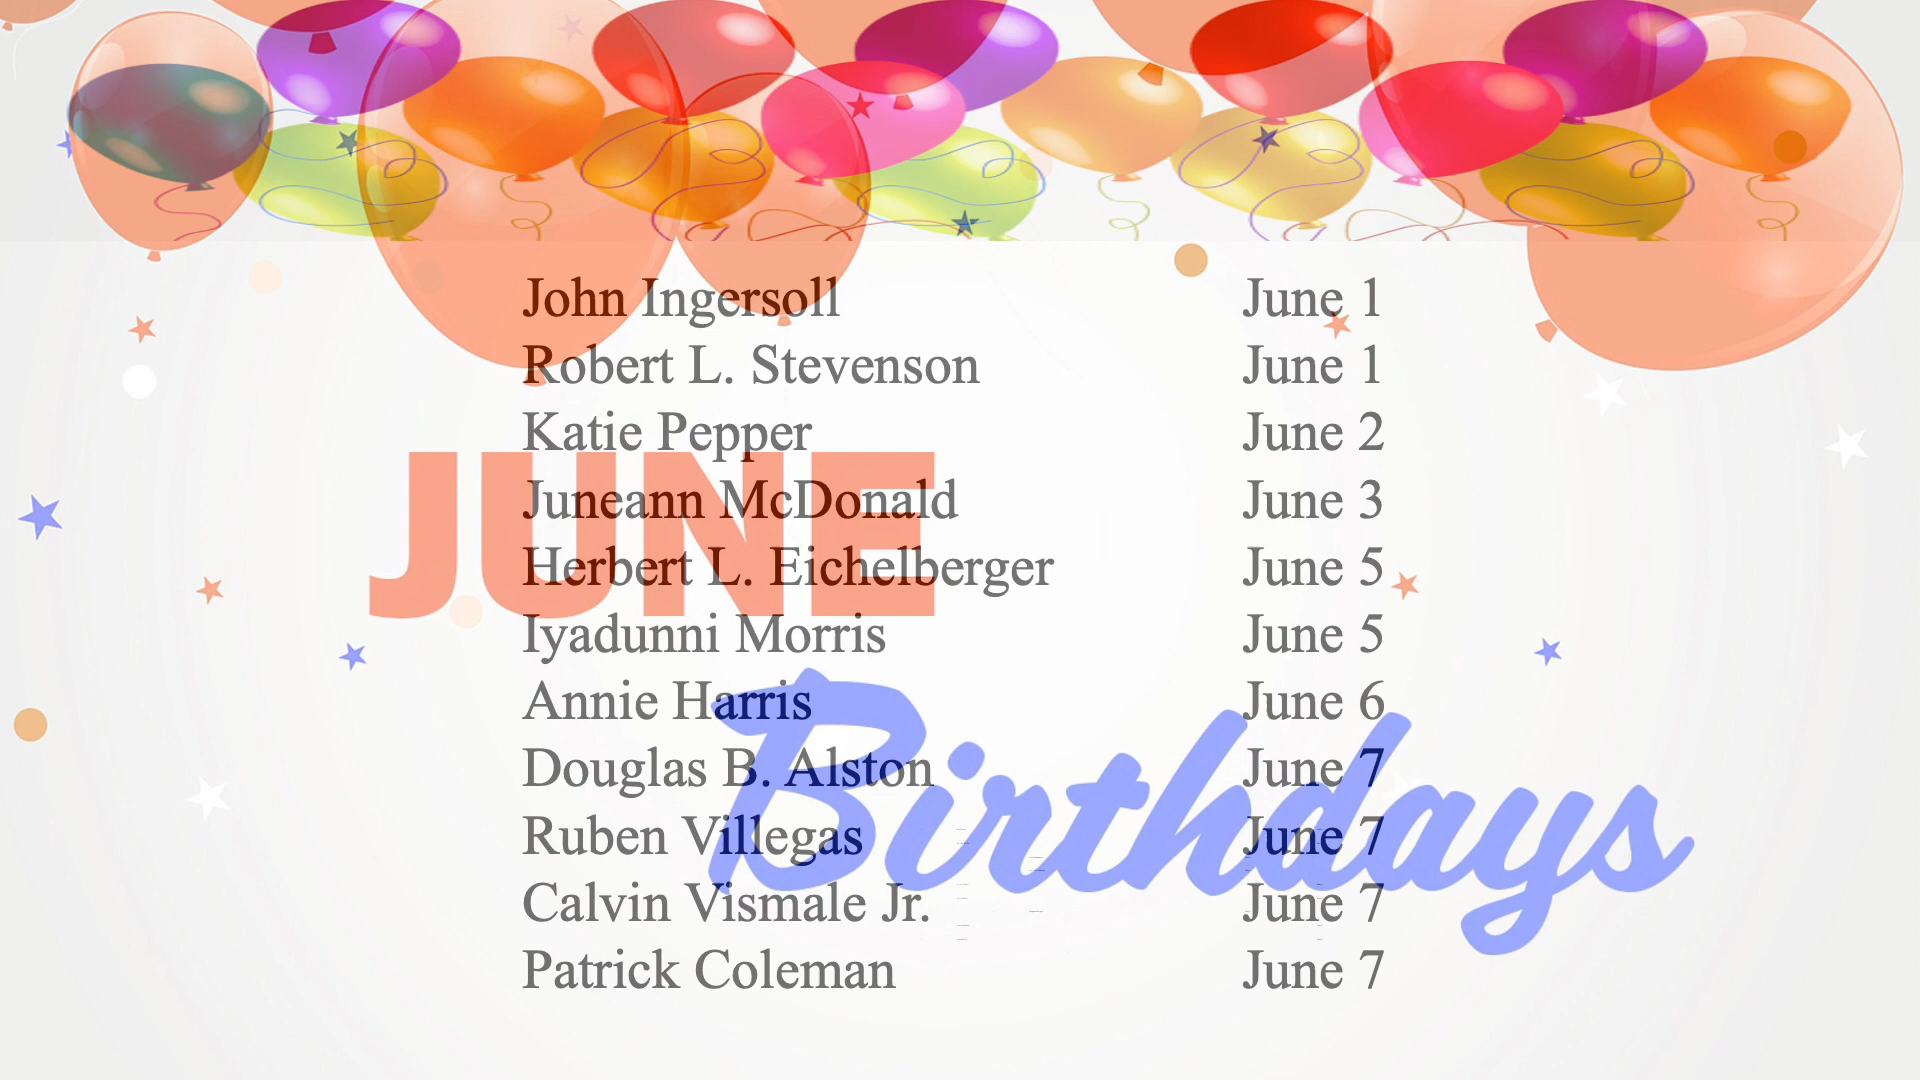 John Ingersoll June 1
Robert L. Stevenson June 1
Katie Pepper June 2
Juneann McDonald June 3
Herbert L. Eichelberger June 5
Iyadunni Morris June 5
Annie Harris June 6
Douglas B. Alston June 7
Ruben Villegas June 7
Calvin Vismale Jr. June 7
Patrick Coleman June 7
JUNE
Birthdays